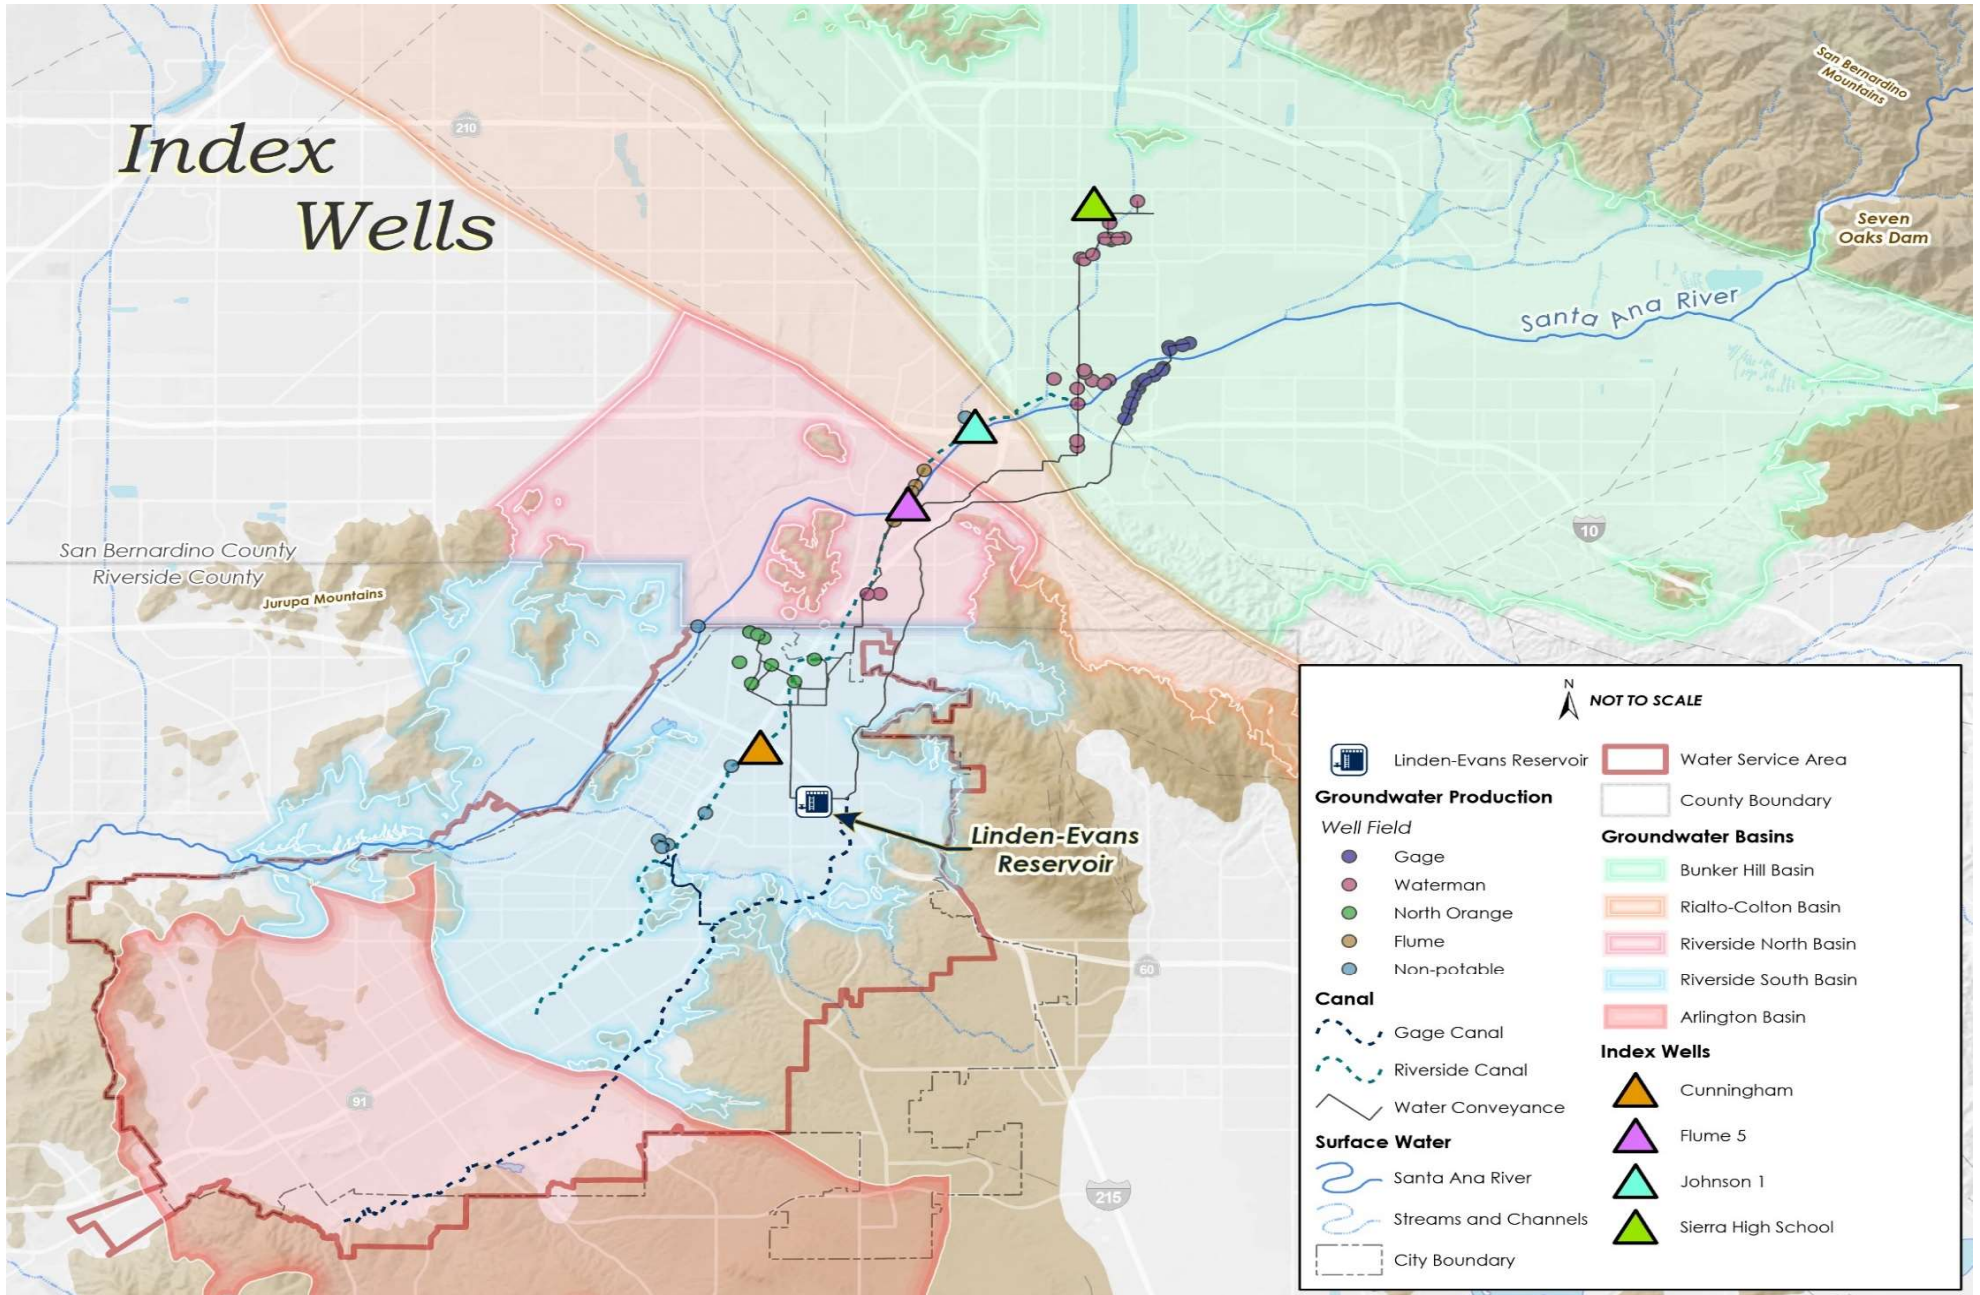 Index
Wells
210
San Bernardino
Mountains
Seven
Oaks Dam
Santa Ana River
10
San Bernardino County
Riverside County
Jurupa Mountains
Linden-Evans
Reservoir
60
91
215
N
NOT TO SCALE
Linden-Evans Reservoir
Groundwater Production
Well Field
Gage
Waterman
North Orange
Flume
Non-potable
Canal
Gage Canal
Riverside Canal
Water Conveyance
Surface Water
Santa Ana River
Streams and Channels
City Boundary
Water Service Area
County Boundary
Groundwater Basins
Bunker Hill Basin
Rialto-Colton Basin
Riverside North Basin
Riverside South Basin
Arlington Basin
Index Wells
Cunningham
Flume 5
Johnson 1
Sierra High School